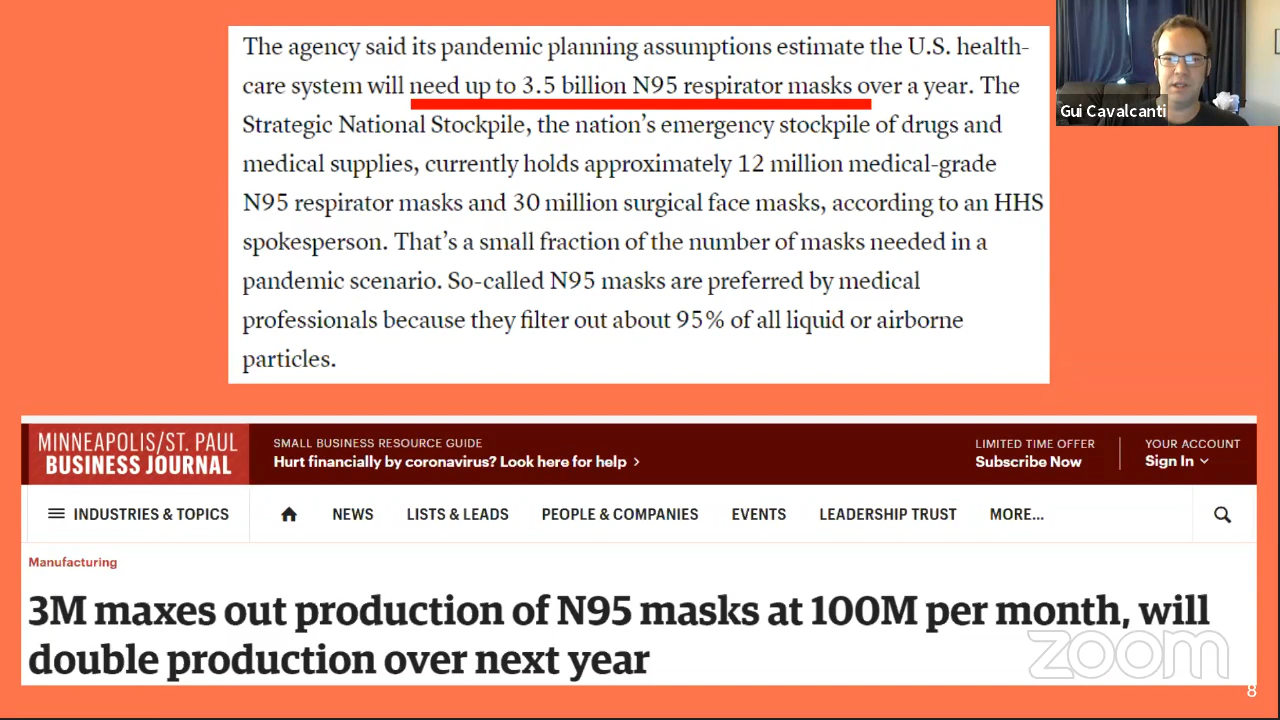 The agency said its pandemic planning assumptions estimate the U.S. health-
care system will need up to 3.5 billion N95 respirator masks over a year. The
Strategic National Stockpile, the nation's emergency stockpile of drugs and
medical supplies, currently holds approximately 12 million medical-grade
N95 respirator masks and 30 million surgical face masks, according to an HHS
spokesperson. That's a small fraction of the number of masks needed in a
pandemic scenario. So-called N95 masks are preferred by medical
professionals because they filter out about 95% of all liquid or airborne
particles.
Gui Cavalcanti
MINNEAPOLIS/ST. PAUL
BUSINESS JOURNAL
SMALL BUSINESS RESOURCE GUIDE
Hurt financially by coronavirus? Look here for help >
LIMITED TIME OFFER
Subscribe Now
YOUR ACCOUNT
Sign In
INDUSTRIES & TOPICS
NEWS
LISTS & LEADS
PEOPLE & COMPANIES
EVENTS
LEADERSHIP TRUST
MORE...
Manufacturing
3M maxes out production of N95 masks at 100M per month, will
double production over next year
zoom
8